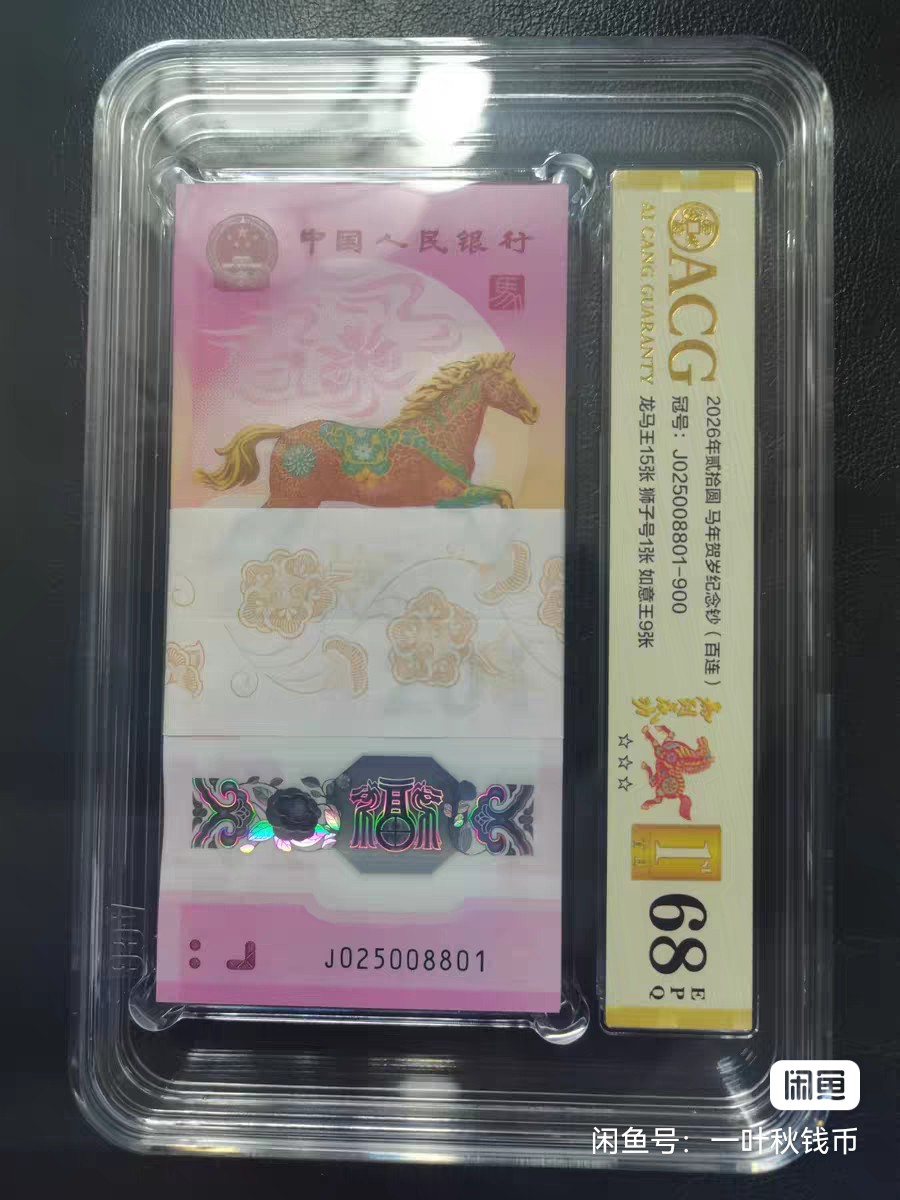 中国人民银行
馬
J025008801
ACG
AI CANG GUARANTY
2026年贰拾圆 马年贺岁纪念钞（百连）
冠号：J025008801-900
龙马王15张 狮子号1张 如意王9张
☆☆☆
1
68
EPQ
闲鱼
闲鱼号：一叶秋钱币